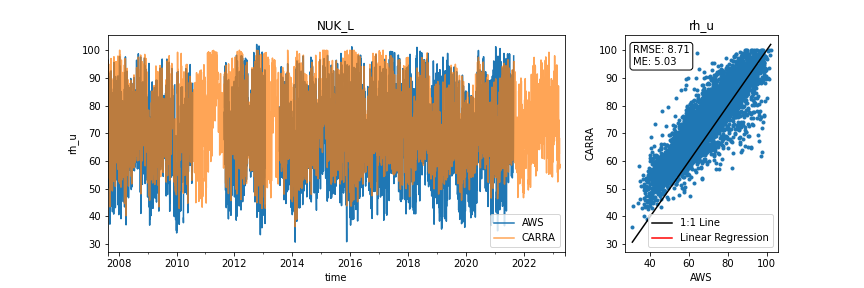 NUK_L
rh_u
100
90
80
70
60
50
40
30
rh_u
2008
2010
2012
2014
2016
2018
2020
2022
time
AWS
CARRA
rh_u
RMSE: 8.71
ME: 5.03
100
90
80
70
60
50
40
30
CARRA
40
60
80
100
AWS
1:1 Line
Linear Regression